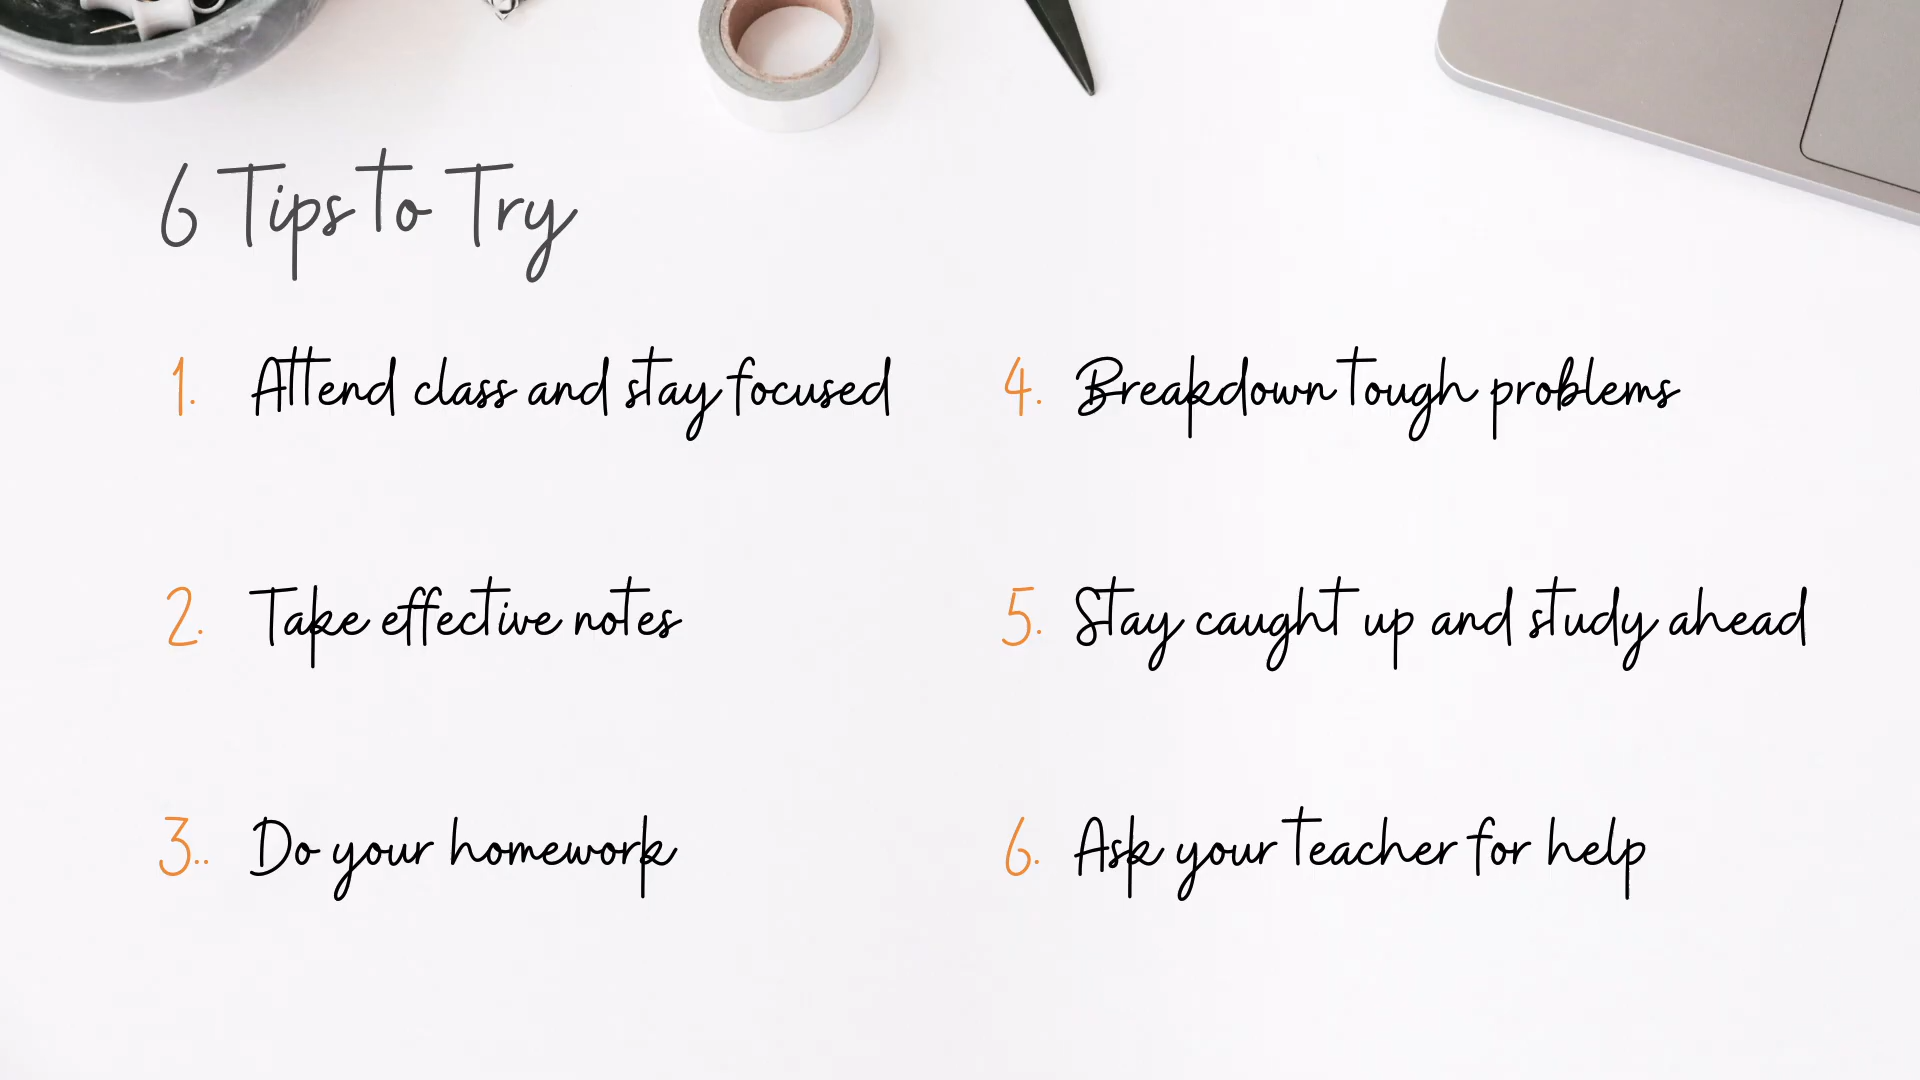 6 Tips to Try
1. Attend class and stay focused
2. Take effective notes
3.. Do your homework
4. Breakdown tough problems
5. Stay caught up and study ahead
6. Ask your teacher for help